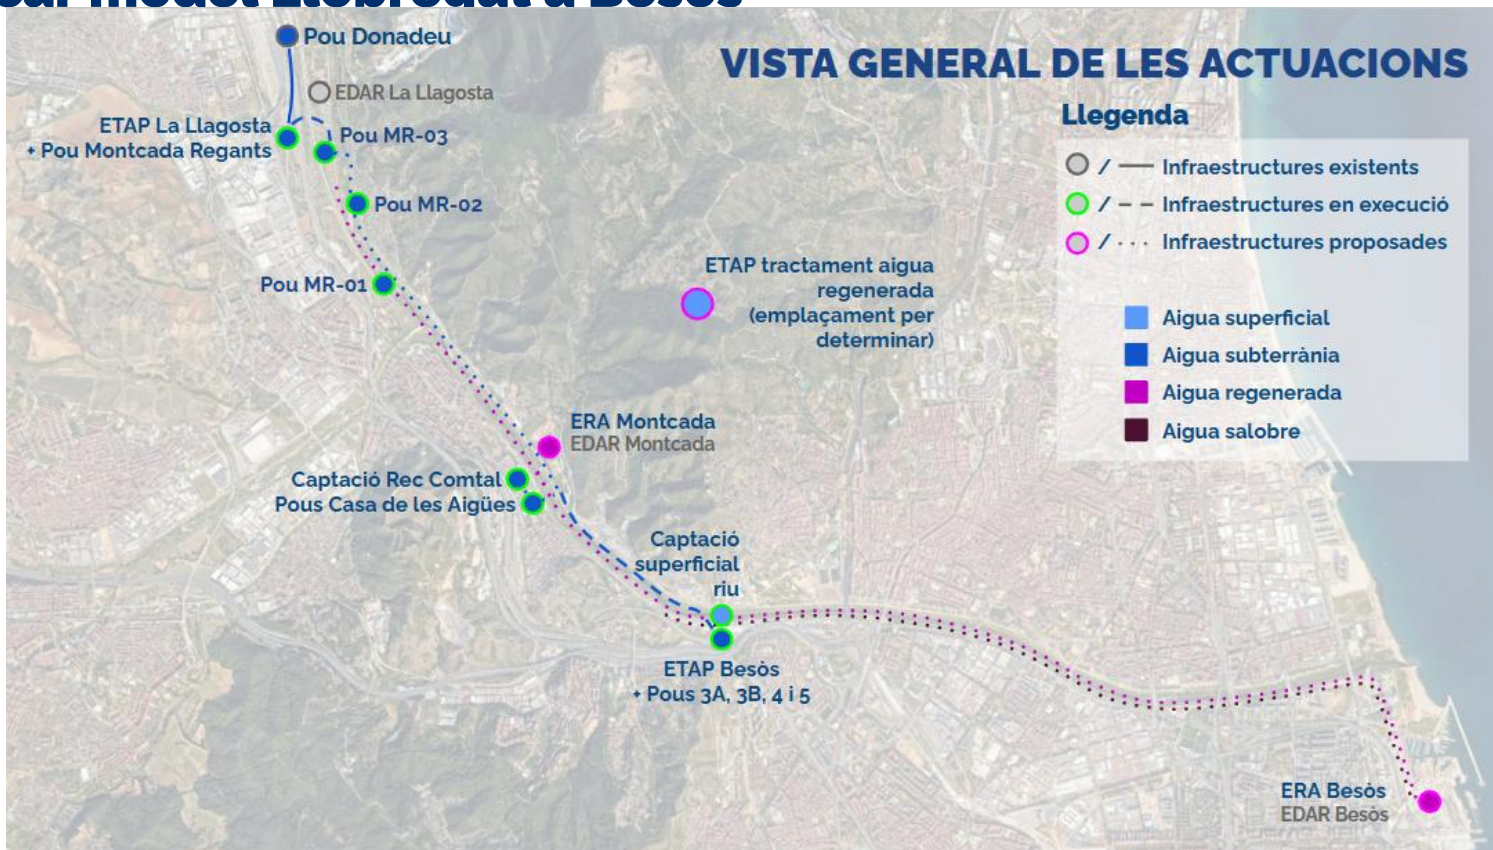 VISTA GENERAL DE LES ACTUACIONS
Pou Donadeu
EDAR La Llagosta
ETAP La Llagosta
+ Pou Montcada Regants
Pou MR-03
Pou MR-02
Pou MR-01
ETAP tractament aigua
regenerada
(emplaçament per
determinar)
ERA Montcada
EDAR Montcada
Captació Rec Comtal
Pous Casa de les Aigües
Captació
superficial
riu
ETAP Besòs
+ Pous 3A, 3B, 4 i 5
ERA Besòs
EDAR Besòs
Llegenda
/ Infraestructures existents
/ Infraestructures en execució
/ Infraestructures proposades
Aigua superficial
Aigua subterrània
Aigua regenerada
Aigua salobre